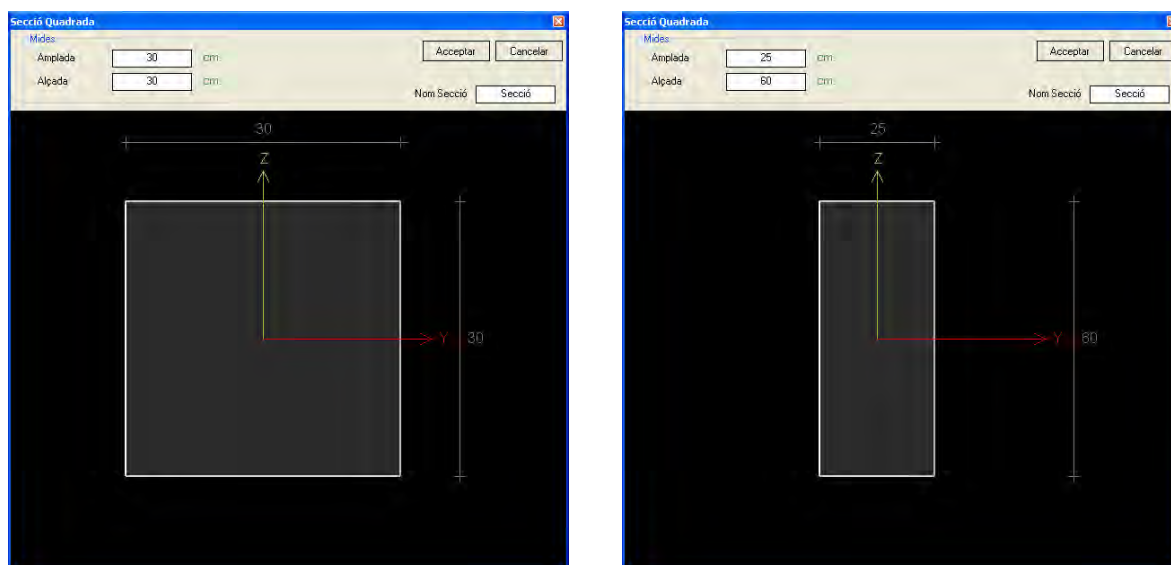 Secció Quadrada
Mides
Amplada 30 cm
Alçada 30 cm
Acceptar Cancelar
Nom Secció Secció
30
Z
Y 30
Secció Quadrada
Mides
Amplada 25 cm
Alçada 60 cm
Acceptar Cancelar
Nom Secció Secció
25
Z
Y 60